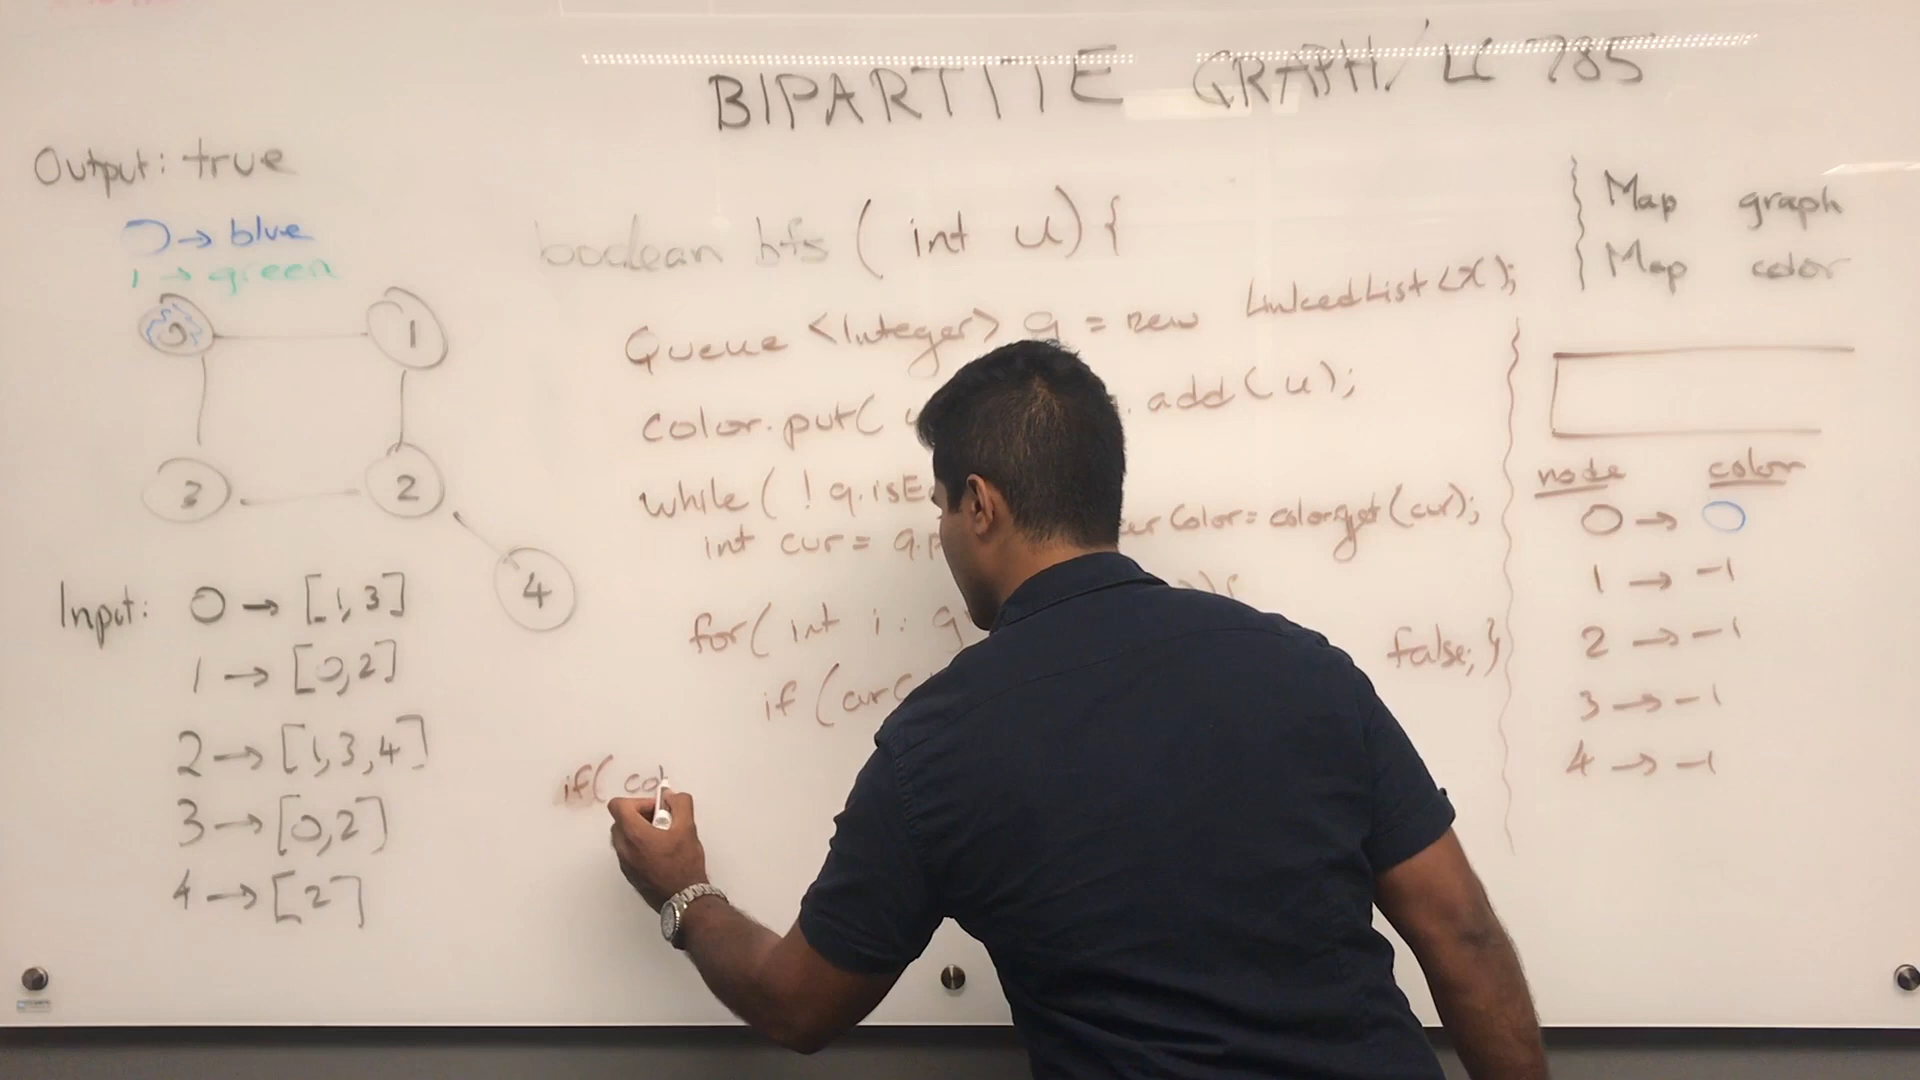 BIPARTITE GRAPH / LC 785
Output: true
0 → blue
1 → green
0
1
3
2
4
Input: 0 → [1,3]
1 → [0,2]
2 → [1,3,4]
3 → [0,2]
4 → [2]
boolean bfs ( int u) {
Queue <Integer> q = new LinkedList<>();
color.put( . add( u );
while( ! q.isE
int cur = q.p color.get(cur);
for( int i : g ){
if (cur false; }
if( col
Map graph
Map color
node color
0 → 0
1 → -1
2 → -1
3 → -1
4 → -1